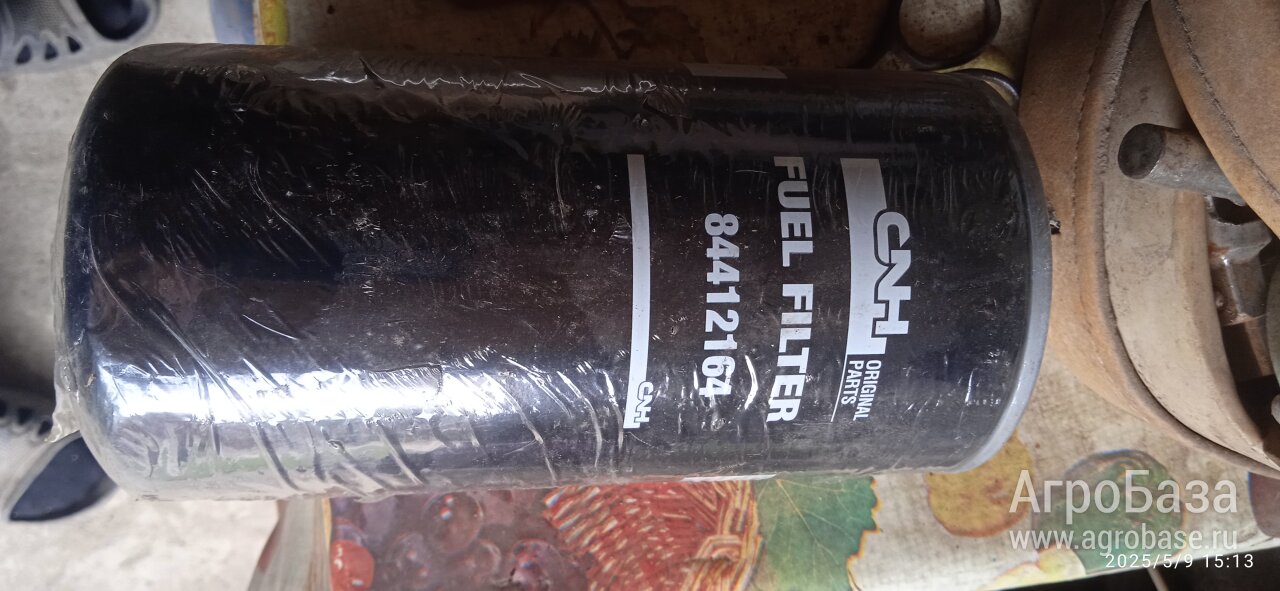 CNH
ORIGINAL
PARTS
FUEL FILTER
84412164
CNH
АгроБаза
www.agrobase.ru
2025/5/9 15:13